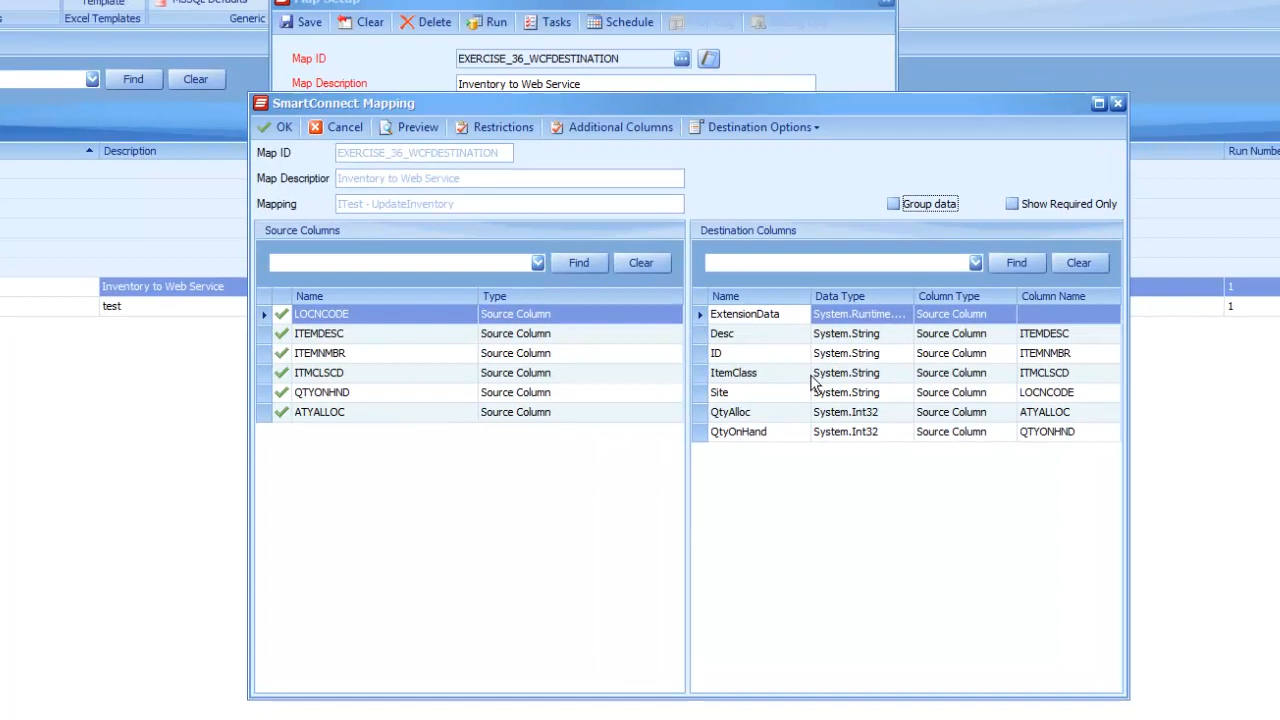 Template
MSSQL Defaults
Excel Templates
Generic
Map Setup
Save Clear Delete Run Tasks Schedule
Map ID EXERCISE_36_WCFDESTINATION
Find Clear
Map Description Inventory to Web Service
SmartConnect Mapping
OK Cancel Preview Restrictions Additional Columns Destination Options
Description
Run Numbe
Map ID EXERCISE_36_WCFDESTINATION
Map Descriptior Inventory to Web Service
Mapping ITest - UpdateInventory
Group data Show Required Only
Source Columns
Destination Columns
Find Clear
Find Clear
Inventory to Web Service 1
test 1
Name Type
LOCNCODE Source Column
ITEMDESC Source Column
ITEMNMBR Source Column
ITMCLSCD Source Column
QTYONHND Source Column
ATYALLOC Source Column
Name Data Type Column Type Column Name
ExtensionData System.Runtime.... Source Column
Desc System.String Source Column ITEMDESC
ID System.String Source Column ITEMNMBR
ItemClass System.String Source Column ITMCLSCD
Site System.String Source Column LOCNCODE
QtyAlloc System.Int32 Source Column ATYALLOC
QtyOnHand System.Int32 Source Column QTYONHND